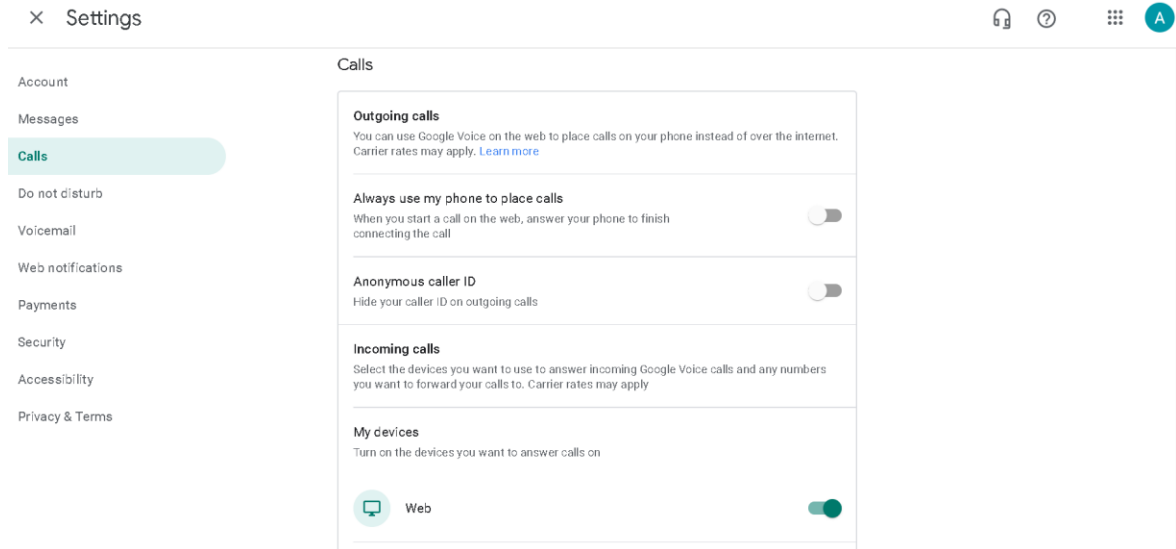 Settings
A
Account
Messages
Calls
Do not disturb
Voicemail
Web notifications
Payments
Security
Accessibility
Privacy & Terms
Calls
Outgoing calls
You can use Google Voice on the web to place calls on your phone instead of over the internet.
Carrier rates may apply. Learn more
Always use my phone to place calls
When you start a call on the web, answer your phone to finish
connecting the call
Anonymous caller ID
Hide your caller ID on outgoing calls
Incoming calls
Select the devices you want to use to answer incoming Google Voice calls and any numbers
you want to forward your calls to. Carrier rates may apply
My devices
Turn on the devices you want to answer calls on
Web